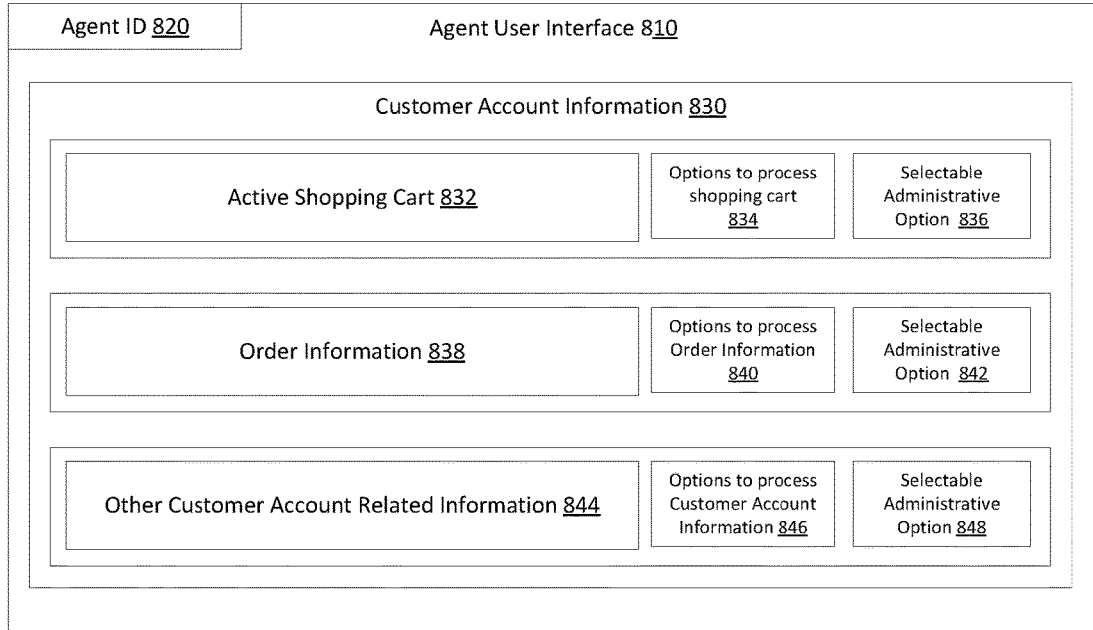 Agent ID 820
Agent User Interface 810
Customer Account Information 830
Active Shopping Cart 832
Options to process
shopping cart
834
Selectable
Administrative
Option 836
Order Information 838
Options to process
Order Information
840
Selectable
Administrative
Option 842
Other Customer Account Related Information 844
Options to process
Customer Account
Information 846
Selectable
Administrative
Option 848